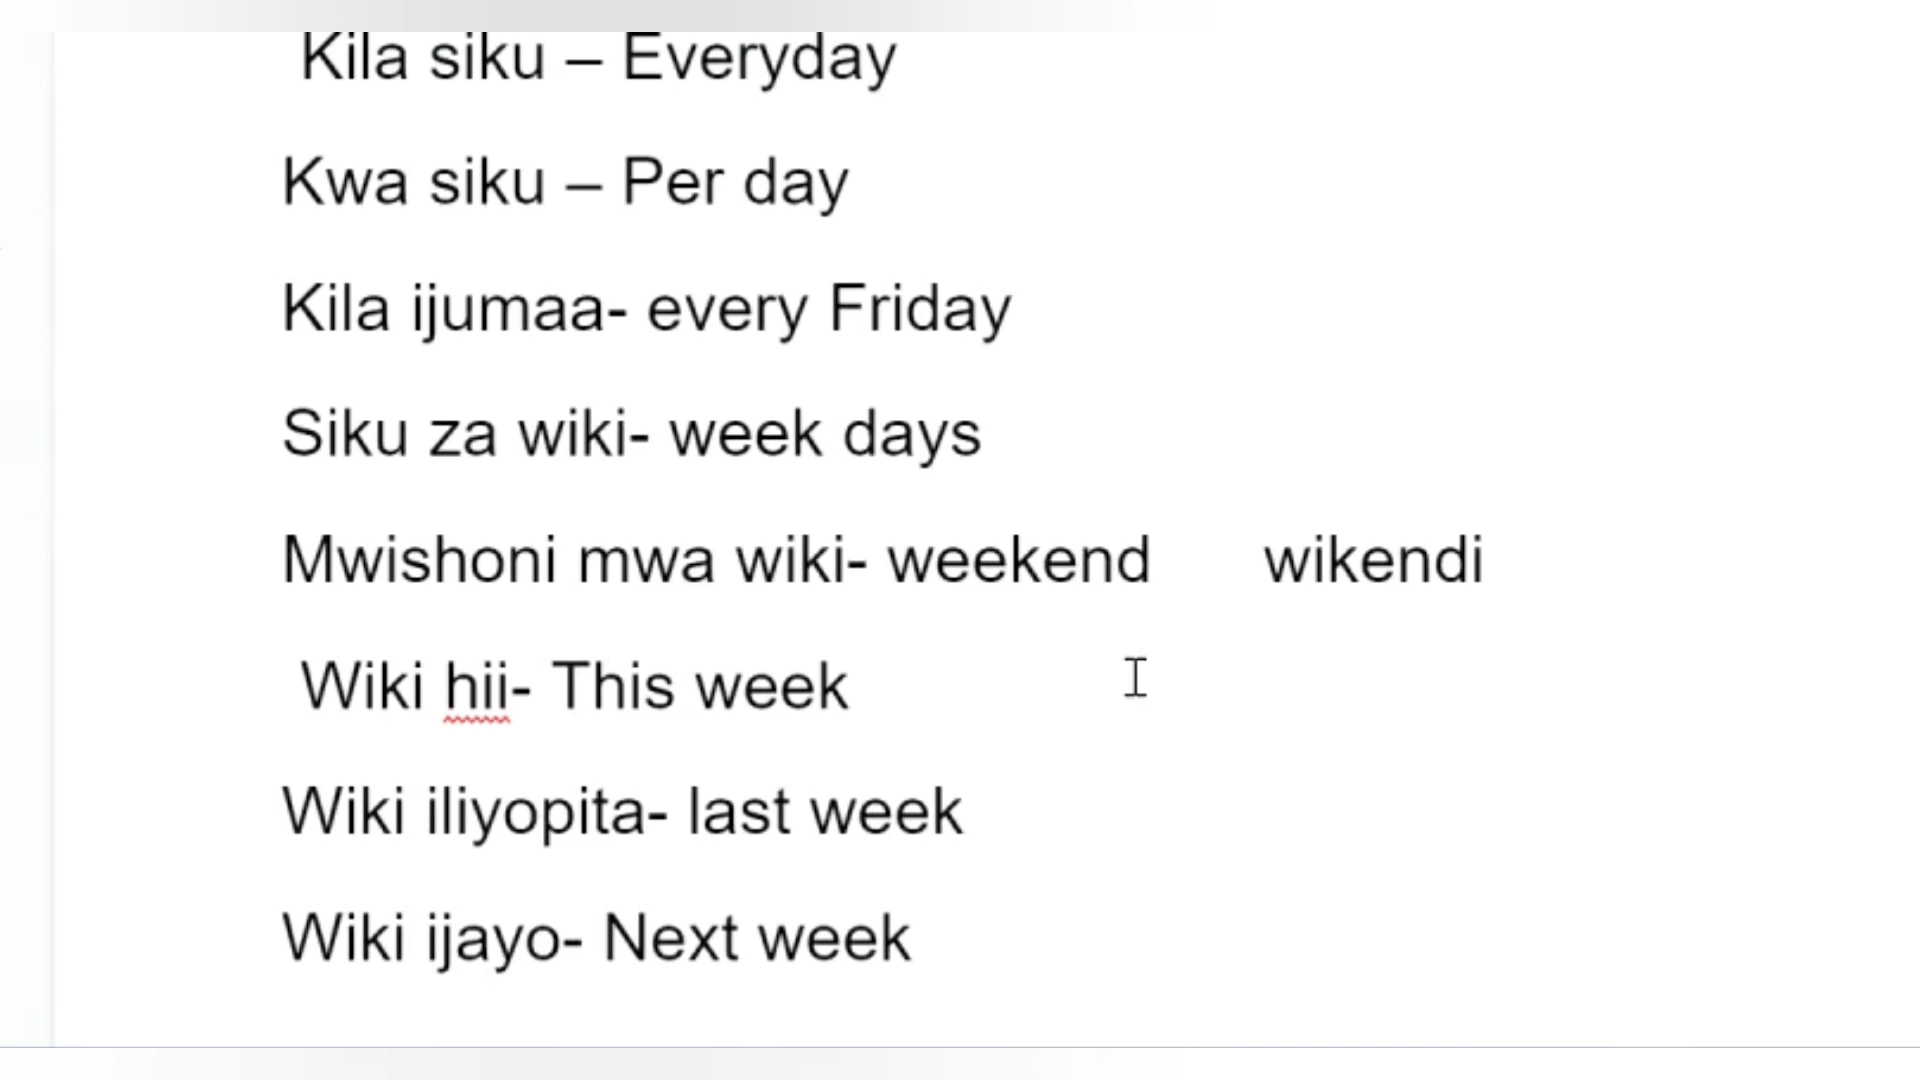 Kila siku – Everyday
Kwa siku – Per day
Kila ijumaa- every Friday
Siku za wiki- week days
Mwishoni mwa wiki- weekend wikendi
Wiki hii- This week
Wiki iliyopita- last week
Wiki ijayo- Next week